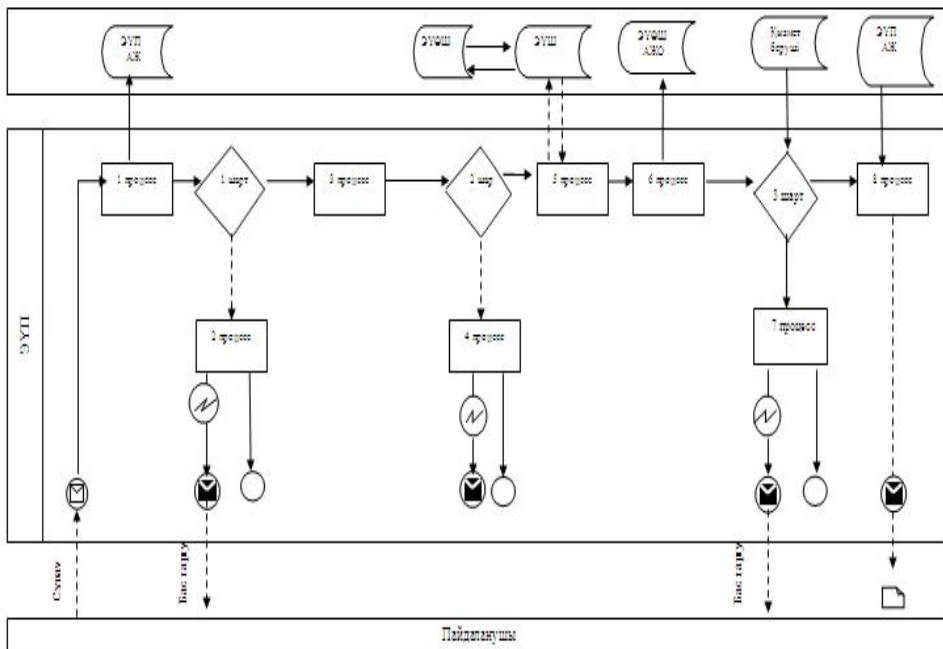 ЭҮП
АЖ
ЭҮӨШ
ЭҮШ
ЭҮӨШ
АЖО
Қызмет
беруші
ЭҮП
АЖ
1 процесс
1 шарт
3 процесс
2 шар
5 процесс
6 процесс
3 шарт
8 процесс
ЭҮП
2 процесс
4 процесс
7 процесс
Сұрау
Бас тарту
Бас тарту
Пайдаланушы